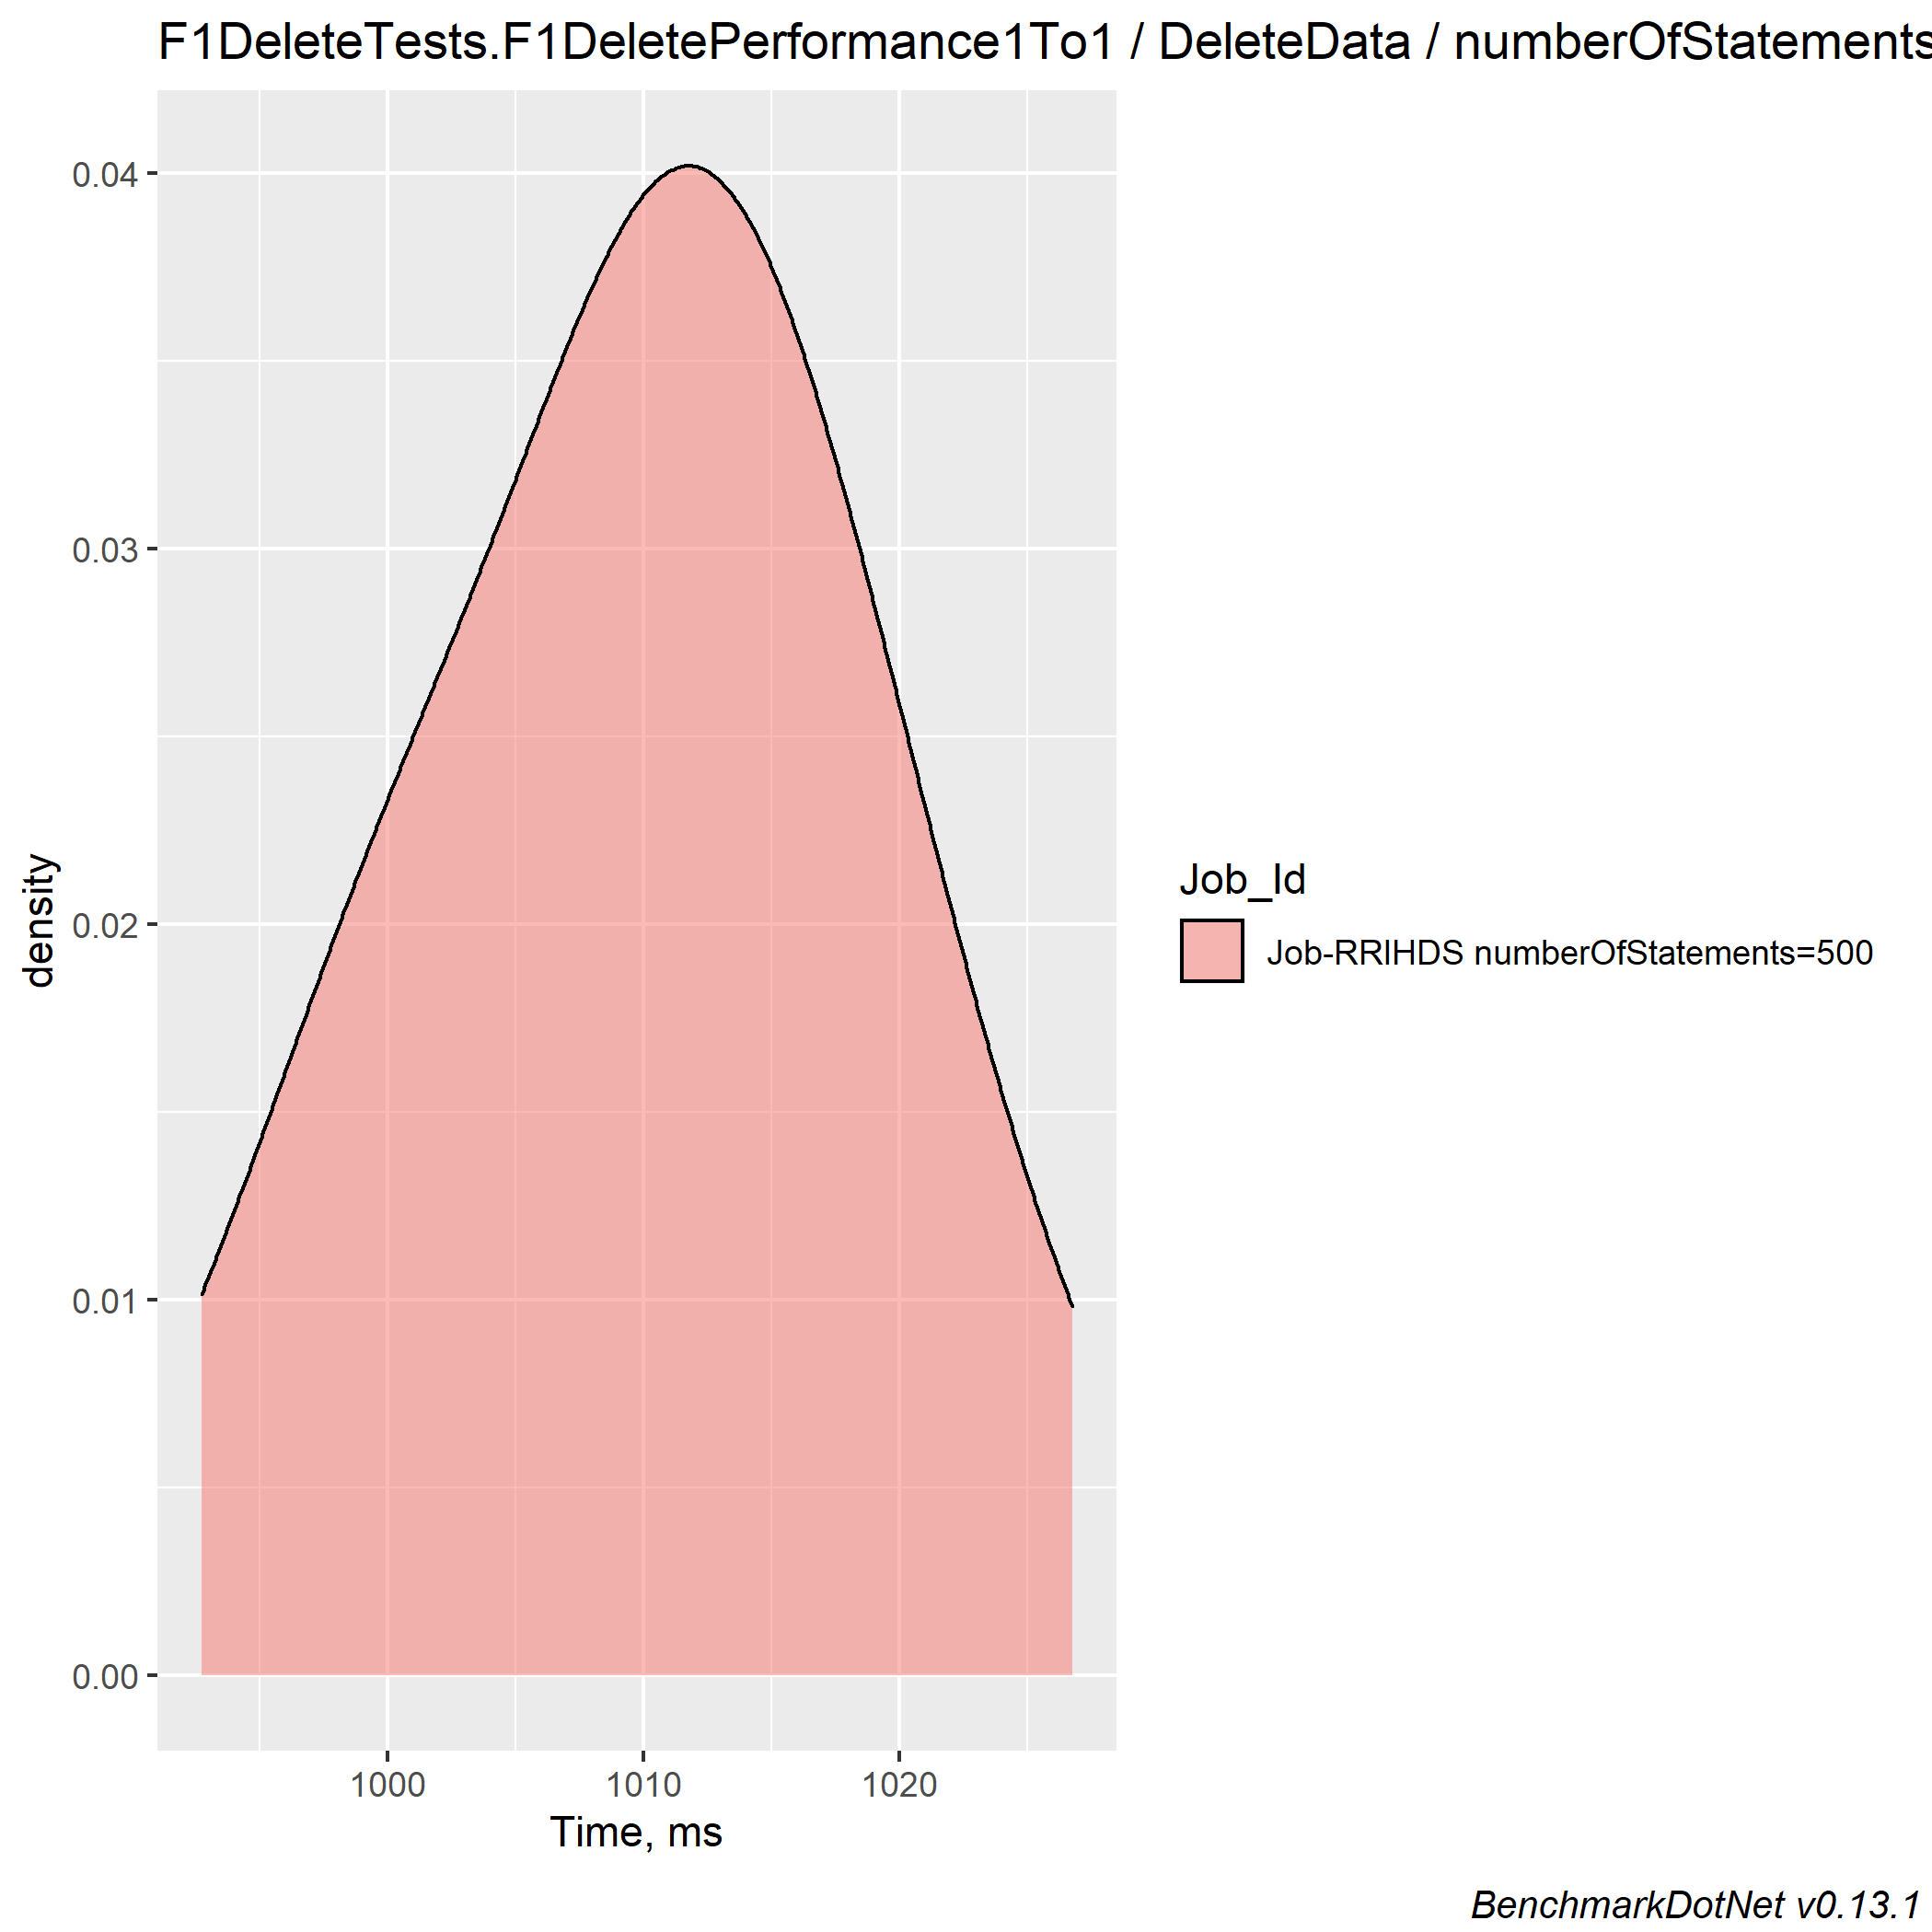 F1DeleteTests.F1DeletePerformance1To1 / DeleteData / numberOfStatements
0.04
0.03
0.02
0.01
0.00
density
1000 1010 1020
Time, ms
Job_Id
Job-RRIHDS numberOfStatements=500
BenchmarkDotNet v0.13.1